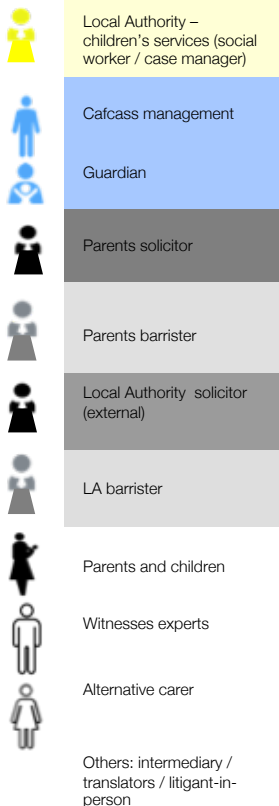 Local Authority –
children's services (social
worker / case manager)
Cafcass management
Guardian
Parents solicitor
Parents barrister
Local Authority  solicitor
(external)
LA barrister
Parents and children
Witnesses experts
Alternative carer
Others: intermediary /
translators / litigant-in-
person